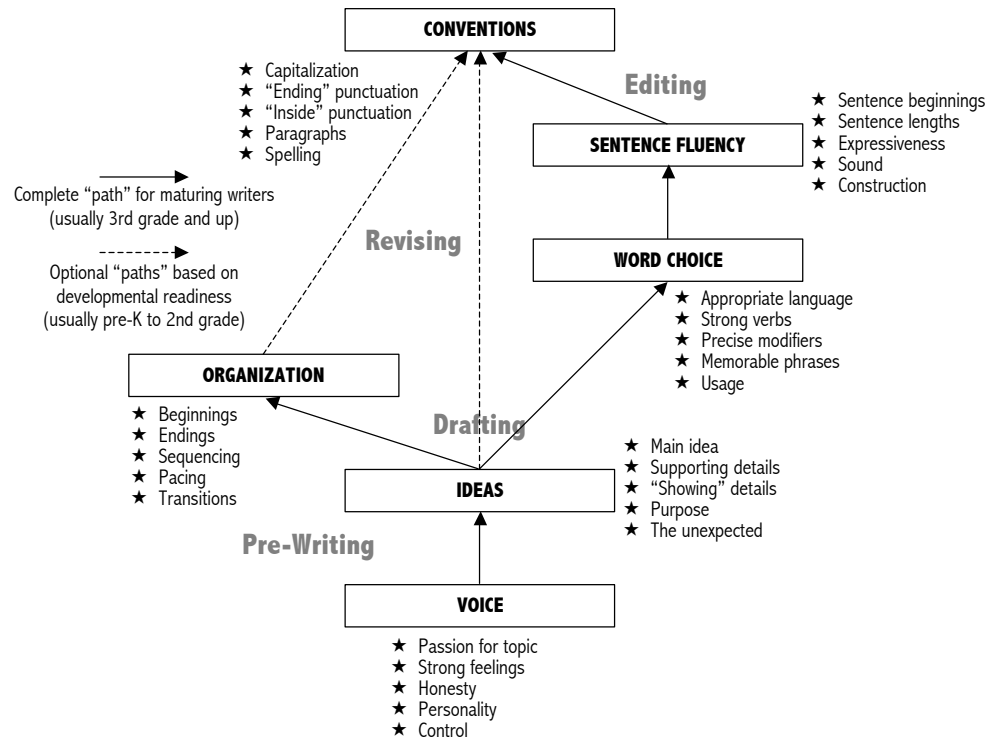 CONVENTIONS
★ Capitalization
★ “Ending” punctuation
★ “Inside” punctuation
★ Paragraphs
★ Spelling
Editing
SENTENCE FLUENCY
★ Sentence beginnings
★ Sentence lengths
★ Expressiveness
★ Sound
★ Construction
Complete “path” for maturing writers
(usually 3rd grade and up)
Optional “paths” based on
developmental readiness
(usually pre-K to 2nd grade)
Revising
WORD CHOICE
★ Appropriate language
★ Strong verbs
★ Precise modifiers
★ Memorable phrases
★ Usage
ORGANIZATION
★ Beginnings
★ Endings
★ Sequencing
★ Pacing
★ Transitions
Drafting
IDEAS
★ Main idea
★ Supporting details
★ “Showing” details
★ Purpose
★ The unexpected
Pre-Writing
VOICE
★ Passion for topic
★ Strong feelings
★ Honesty
★ Personality
★ Control